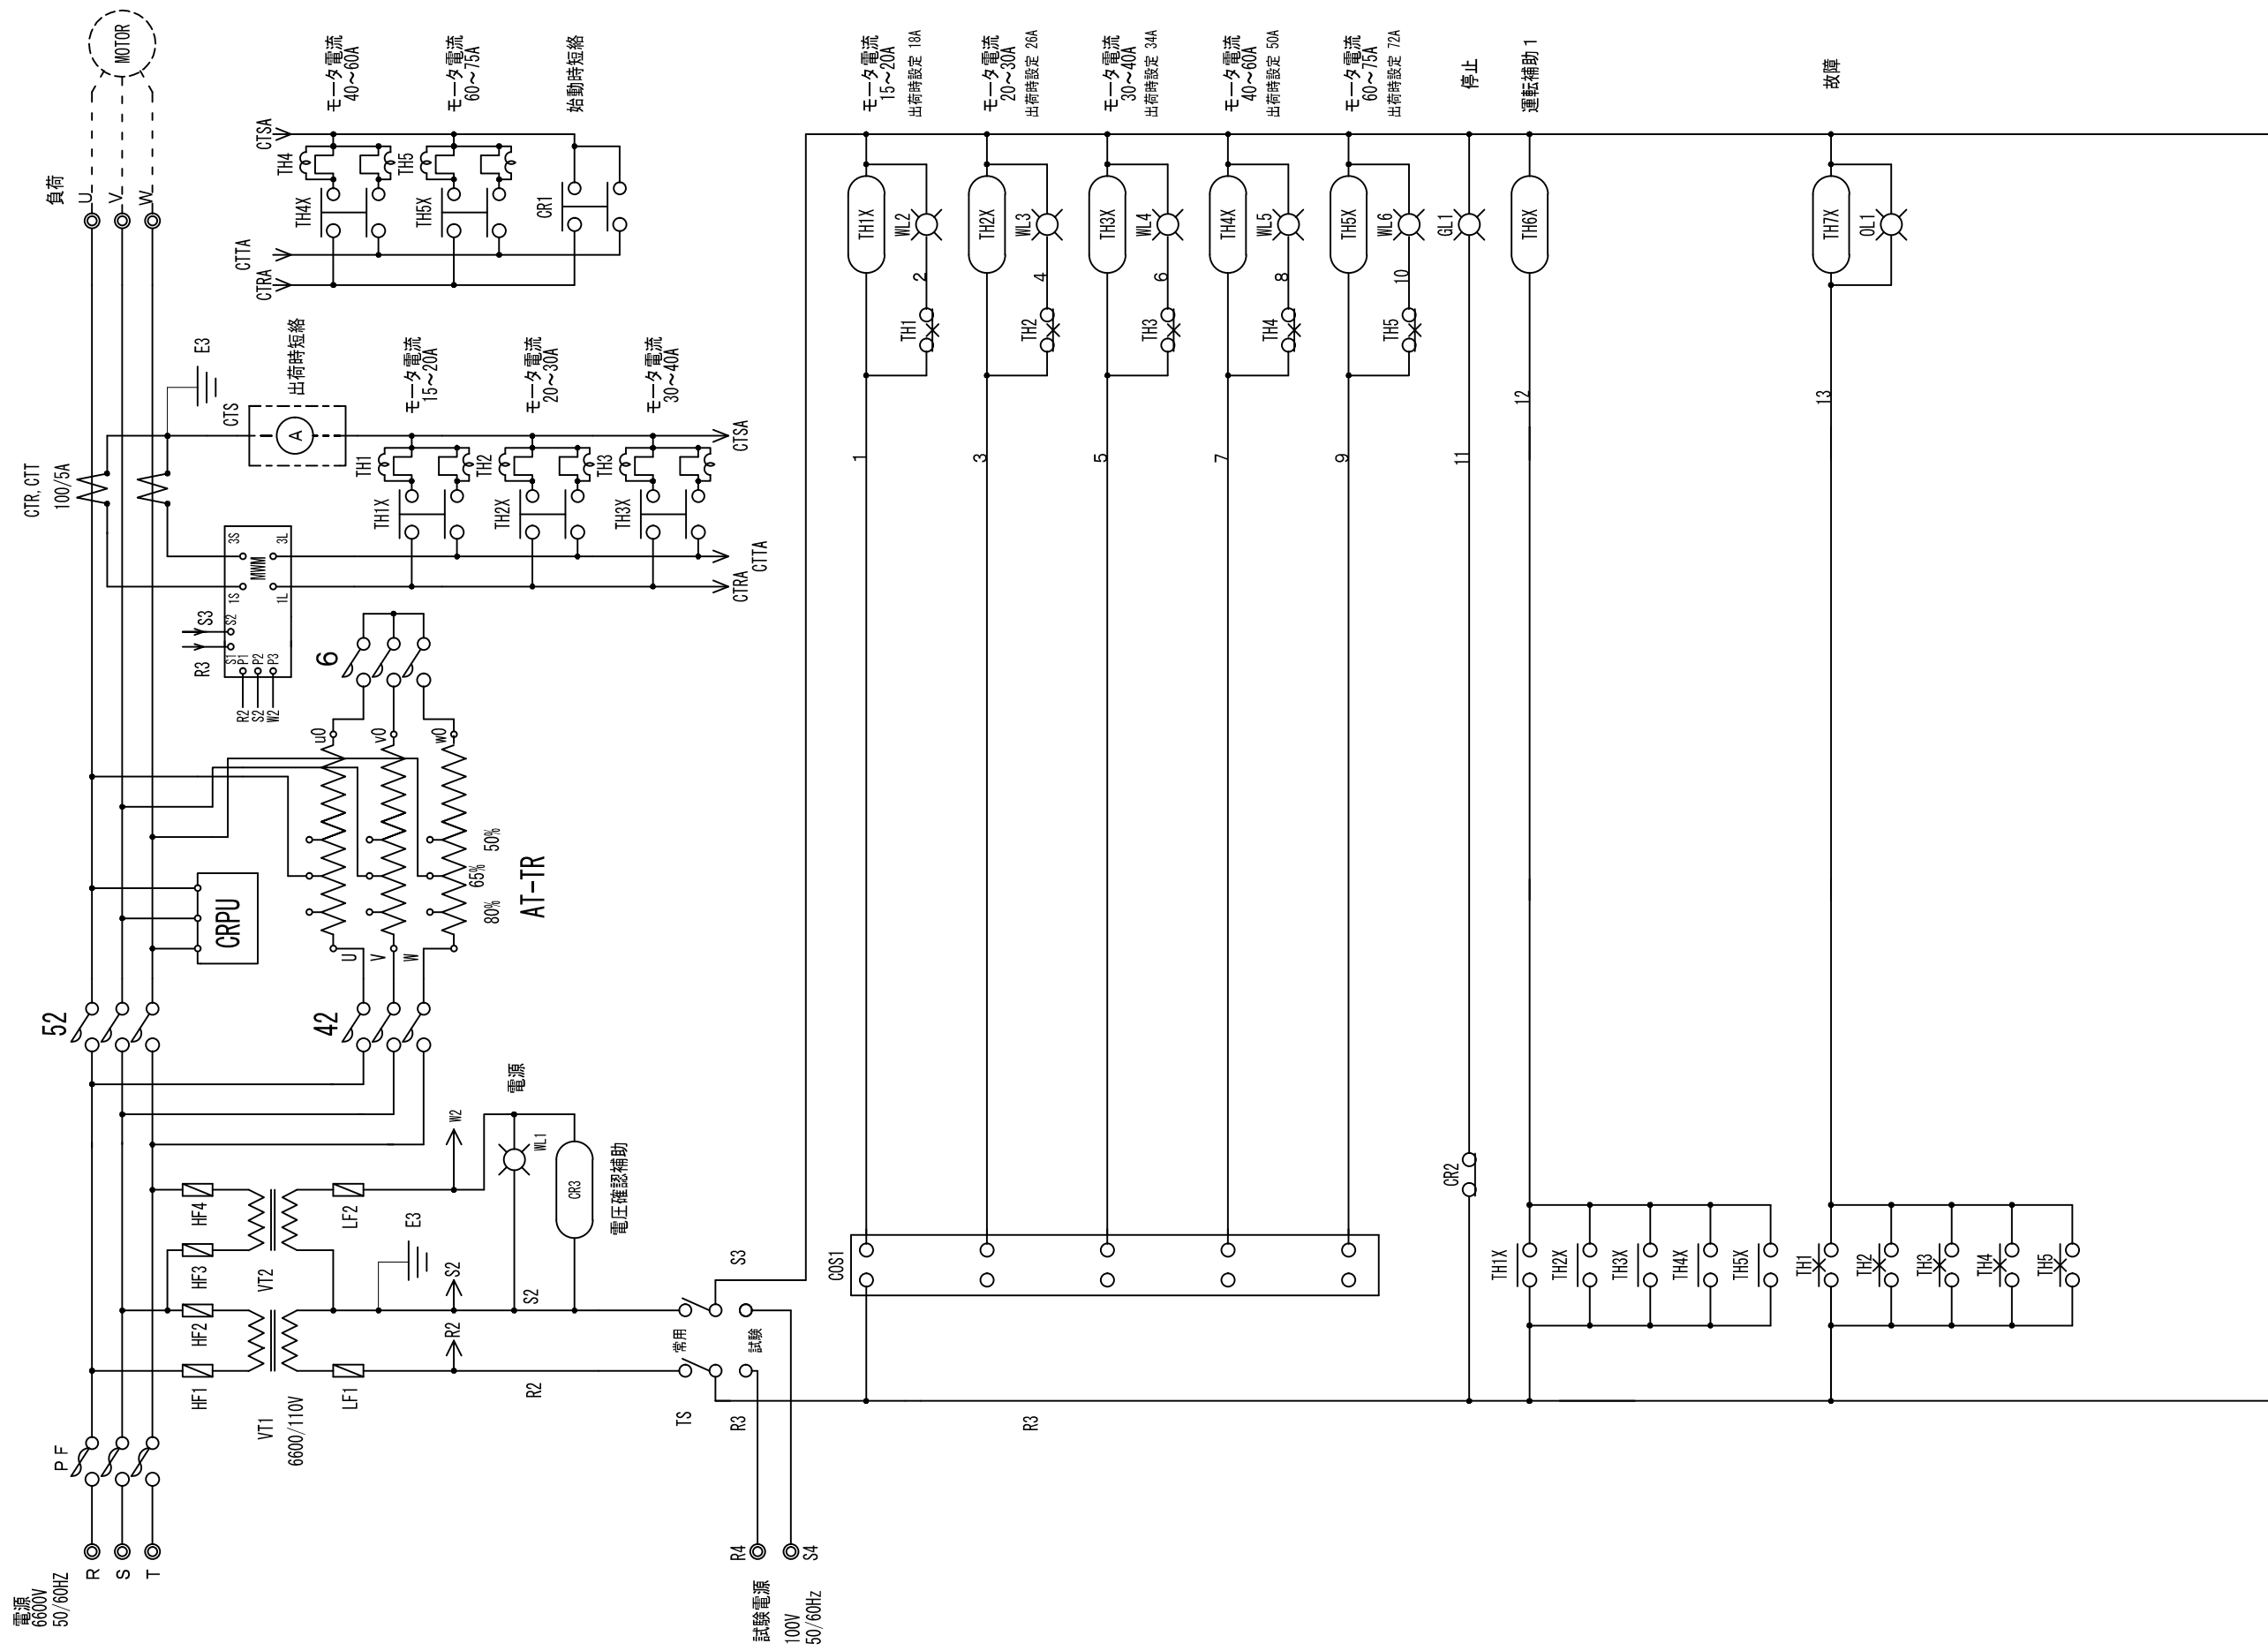 電源
6600V
50/60HZ
R
S
T
PF
HF1
HF2
HF3
HF4
VT1
6600/110V
VT2
LF1
LF2
R2
S2
W2
E3
R2
S2
WL1
電源
CR3
電圧確認補助
52
42
CRPU
U
V
W
80%
65%
50%
AT-TR
u0
v0
w0
6
R3
S3
S1
S2
P1
P2
P3
R2
S2
W2
1S
3S
MWM
1L
3L
CTR,CTT
100/5A
E3
CTS
A
出荷時短絡
TH1
TH1X
モータ電流
15~20A
TH2
TH2X
モータ電流
20~30A
TH3
TH3X
モータ電流
30~40A
CTSA
CTTA
CTRA
負荷
U
V
W
MOTOR
CTSA
CTTA
CTRA
TH4
TH4X
モータ電流
40~60A
TH5
TH5X
モータ電流
60~75A
CR1
始動時短絡
常用
試験
TS
S3
R3
R4
S4
試験電源
100V
50/60Hz
R3
COS1
1
TH1
2
WL2
TH1X
モータ電流
15~20A
出荷時設定 18A
3
TH2
4
WL3
TH2X
モータ電流
20~30A
出荷時設定 26A
5
TH3
6
WL4
TH3X
モータ電流
30~40A
出荷時設定 34A
7
TH4
8
WL5
TH4X
モータ電流
40~60A
出荷時設定 50A
9
TH5
10
WL6
TH5X
モータ電流
60~75A
出荷時設定 72A
CR2
11
GL1
停止
TH1X
TH2X
TH3X
TH4X
TH5X
12
TH6X
運転補助1
TH1
TH2
TH3
TH4
TH5
13
TH7X
OL1
故障